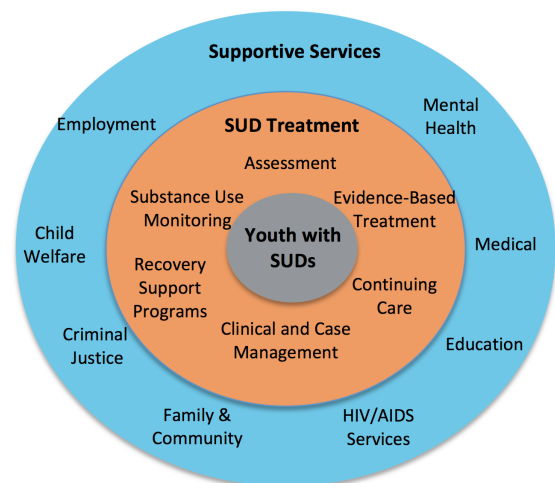 Supportive Services
Employment
Mental
Health
SUD Treatment
Assessment
Substance Use
Monitoring
Evidence-Based
Treatment
Youth with
SUDs
Child
Welfare
Medical
Recovery
Support
Programs
Continuing
Care
Clinical and Case
Management
Criminal
Justice
Education
Family &
Community
HIV/AIDS
Services